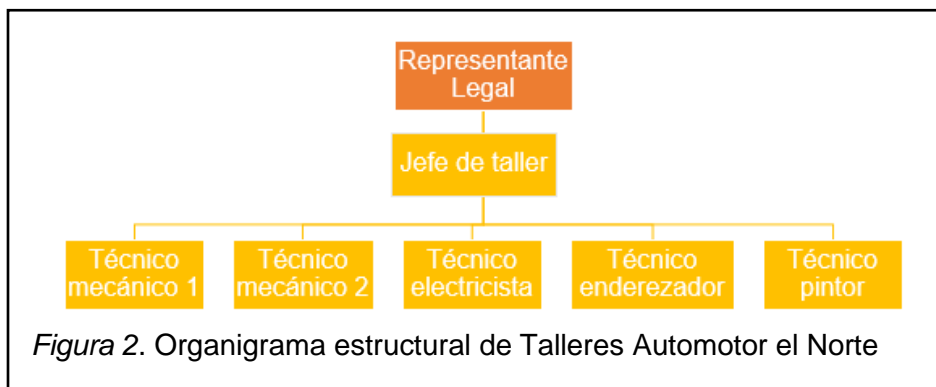 Representante
Legal
Jefe de taller
Técnico
mecánico 1
Técnico
mecánico 2
Técnico
electricista
Técnico
enderezador
Técnico
pintor
Figura 2. Organigrama estructural de Talleres Automotor el Norte